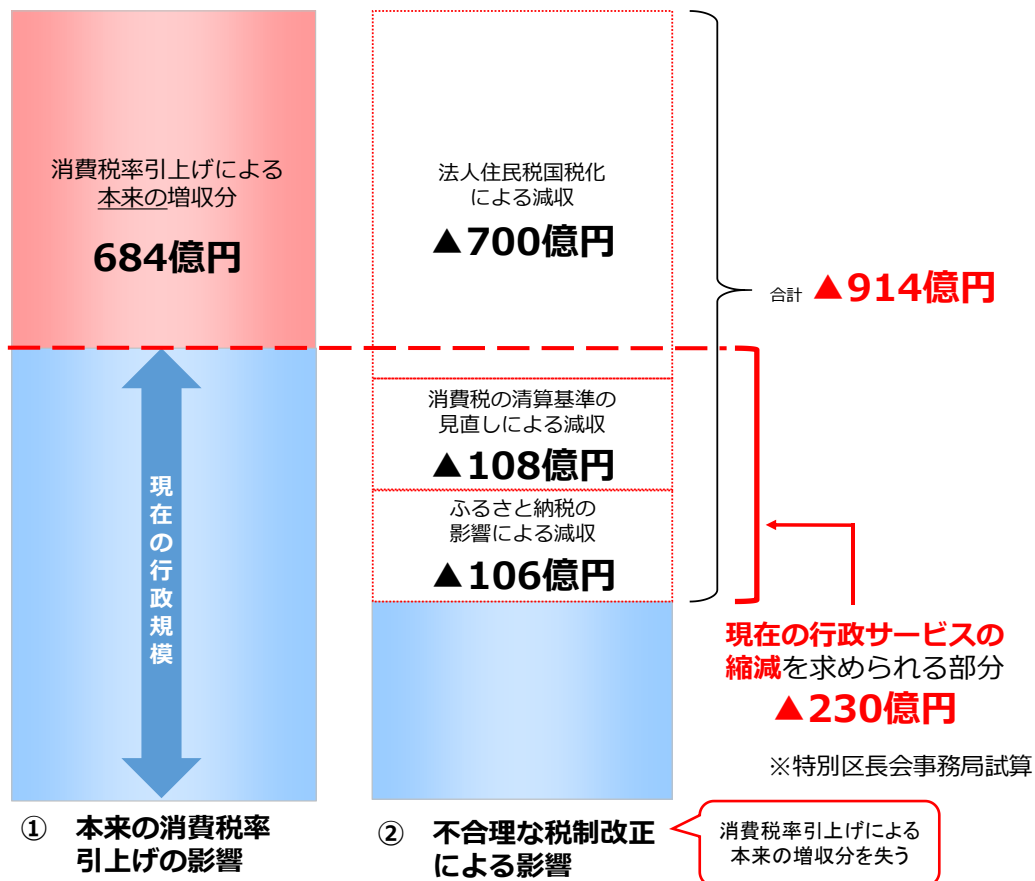 消費税率引上げによる
本来の増収分
684億円
現在の行政規模
① 本来の消費税率
引上げの影響
法人住民税国税化
による減収
▲700億円
消費税の清算基準の
見直しによる減収
▲108億円
ふるさと納税の
影響による減収
▲106億円
② 不合理な税制改正
による影響
合計 ▲914億円
現在の行政サービスの
縮減を求められる部分
▲230億円
※特別区長会事務局試算
消費税率引上げによる
本来の増収分を失う